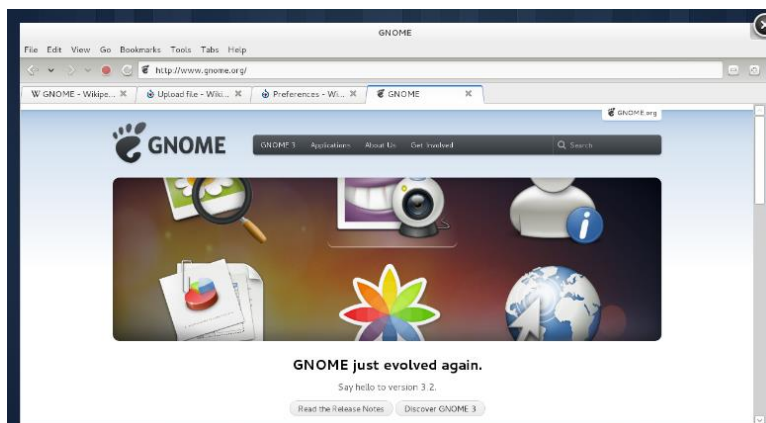 GNOME
File Edit View Go Bookmarks Tools Tabs Help
http://www.gnome.org/
W GNOME - Wikipe... Upload file - Wiki... Preferences - Wi... GNOME
GNOME.org
GNOME
GNOME 3 Applications About Us Get Involved Search
GNOME just evolved again.
Say hello to version 3.2.
Read the Release Notes Discover GNOME 3